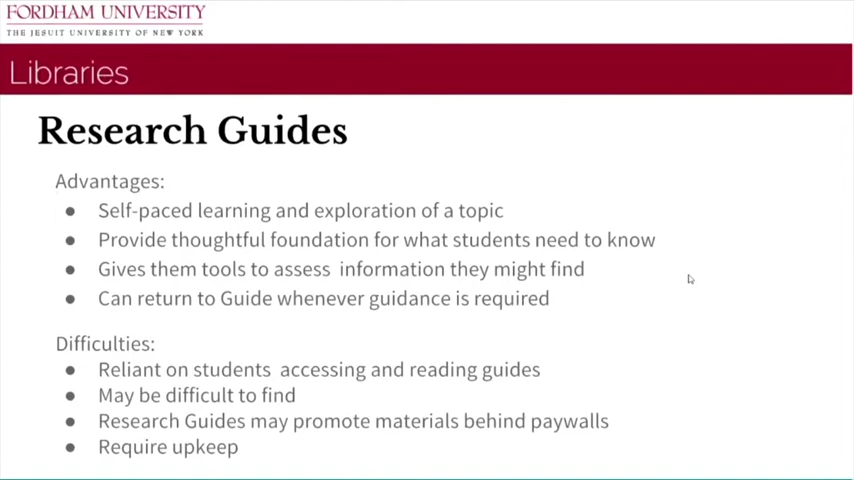 FORDHAM UNIVERSITY
THE JESUIT UNIVERSITY OF NEW YORK
Libraries
Research Guides
Advantages:
● Self-paced learning and exploration of a topic
● Provide thoughtful foundation for what students need to know
● Gives them tools to assess information they might find
● Can return to Guide whenever guidance is required
Difficulties:
● Reliant on students accessing and reading guides
● May be difficult to find
● Research Guides may promote materials behind paywalls
● Require upkeep